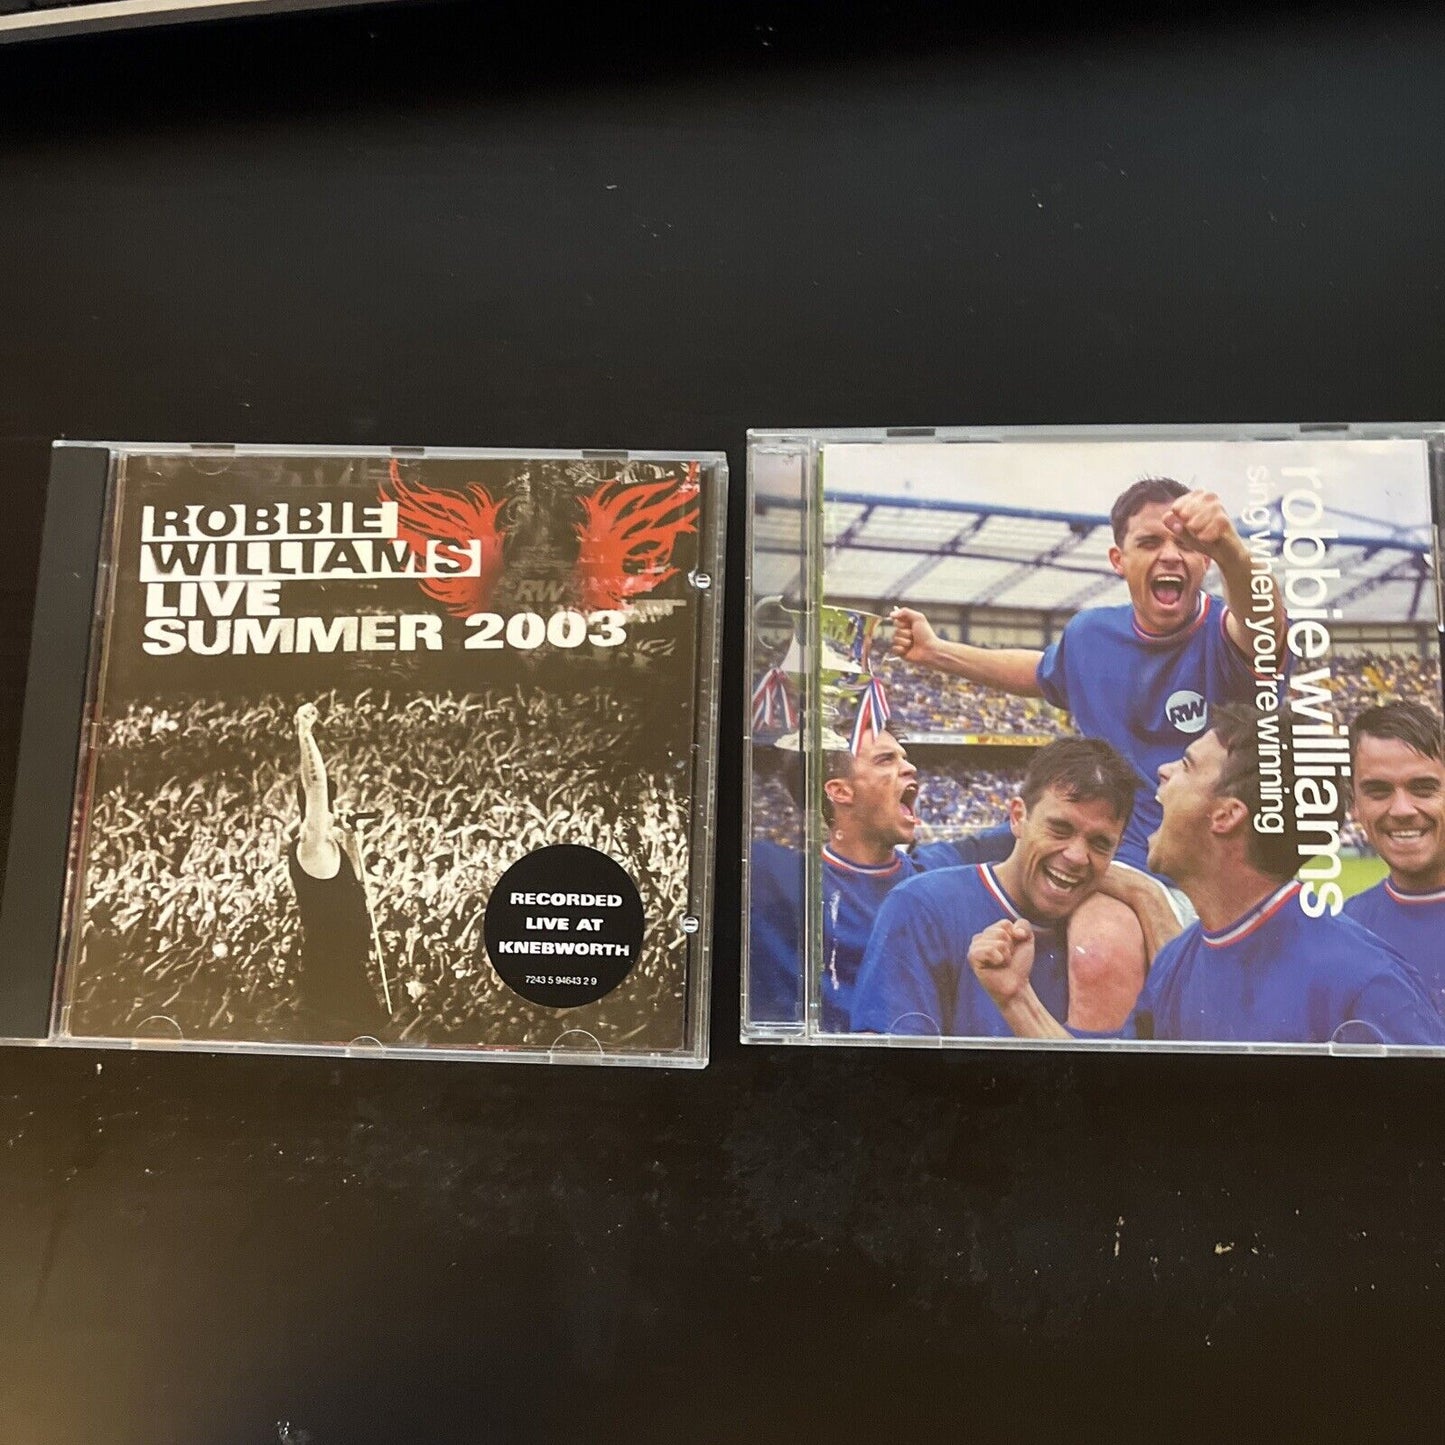 ROBBIE
WILLIAMS
LIVE
SUMMER 2003
RW
RECORDED
LIVE AT
KNEBWORTH
7243 5 94643 2 9
robbie williams
sing when you're winning
RW